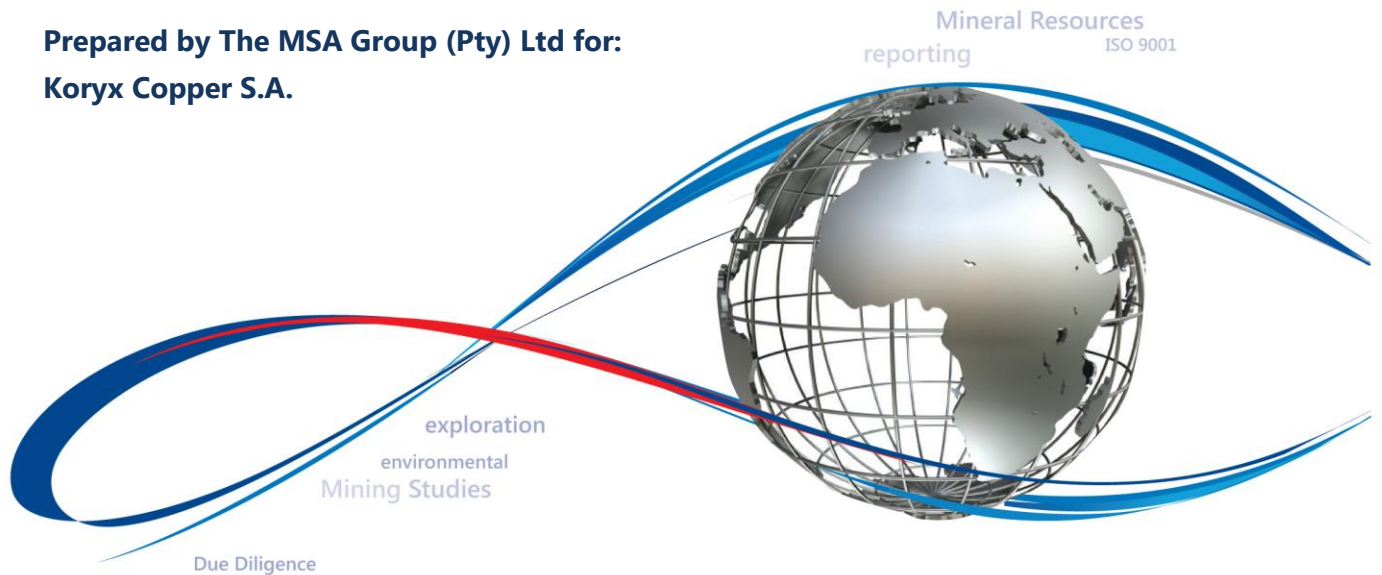 Prepared by The MSA Group (Pty) Ltd for:
Koryx Copper S.A.
Mineral Resources
reporting
ISO 9001
exploration
environmental
Mining Studies
Due Diligence